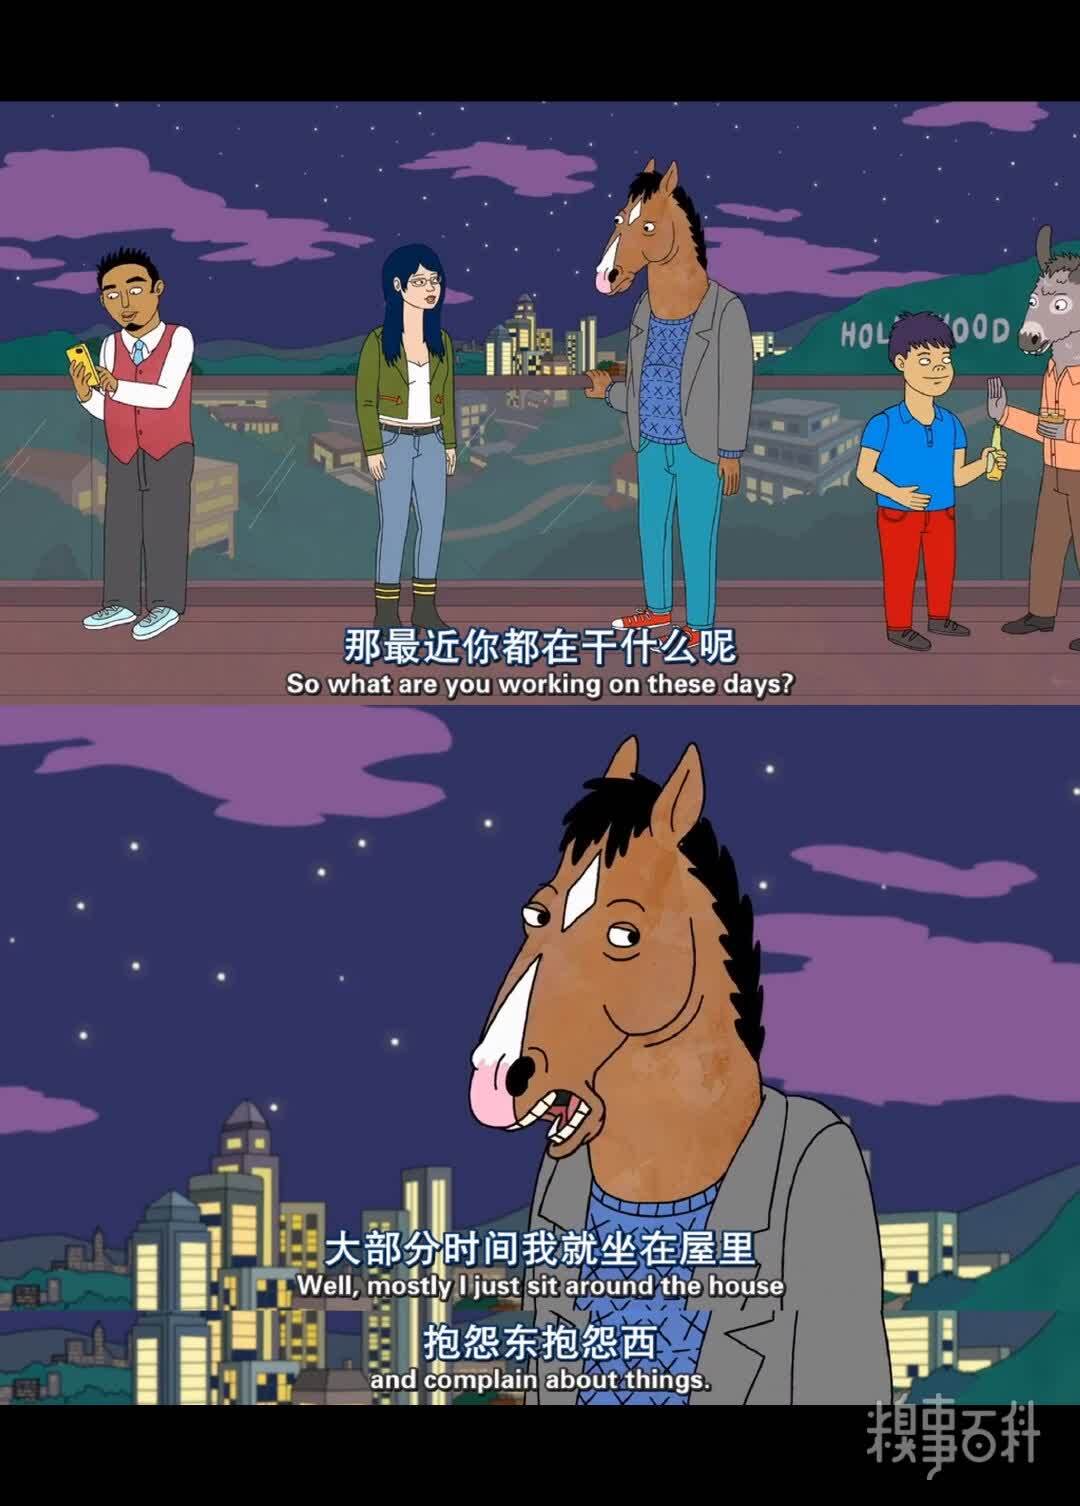 HOLLYWOOD
那最近你都在干什么呢
So what are you working on these days?
大部分时间我就坐在屋里
Well, mostly I just sit around the house
抱怨东抱怨西
and complain about things.
糗事百科